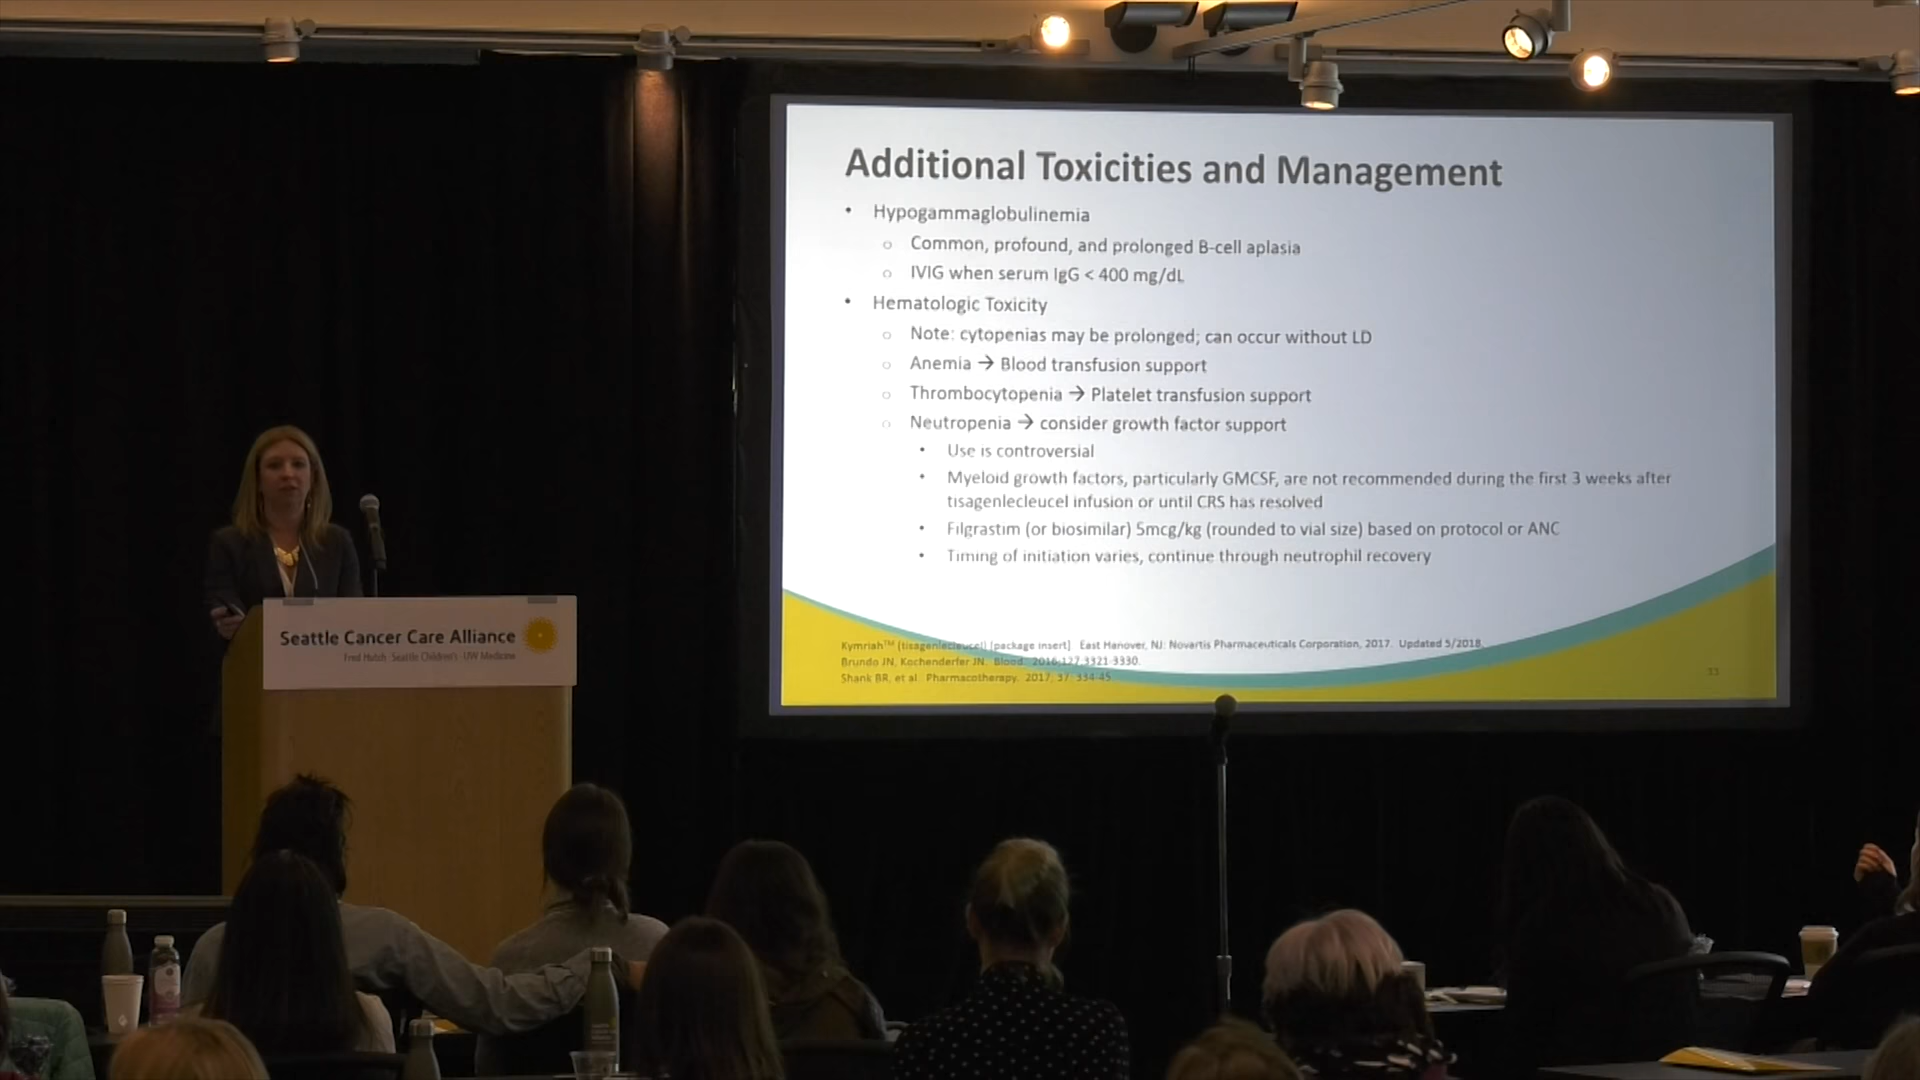 Additional Toxicities and Management
• Hypogammaglobulinemia
o Common, profound, and prolonged B-cell aplasia
o IVIG when serum IgG < 400 mg/dL
• Hematologic Toxicity
o Note: cytopenias may be prolonged; can occur without LD
o Anemia → Blood transfusion support
o Thrombocytopenia → Platelet transfusion support
o Neutropenia → consider growth factor support
• Use is controversial
• Myeloid growth factors, particularly GMCSF, are not recommended during the first 3 weeks after
tisagenlecleucel infusion or until CRS has resolved
• Filgrastim (or biosimilar) 5mcg/kg (rounded to vial size) based on protocol or ANC
• Timing of initiation varies, continue through neutrophil recovery
Kymriah™ (tisagenlecleucel) [package insert]. East Hanover, NJ: Novartis Pharmaceuticals Corporation, 2017. Updated 5/2018.
Brundo JN, Kochenderfer JN. Blood. 2016;127:3321-3330.
Shank BR, et al. Pharmacotherapy. 2017; 37: 334-45
33
Seattle Cancer Care Alliance
Fred Hutch · Seattle Children's · UW Medicine